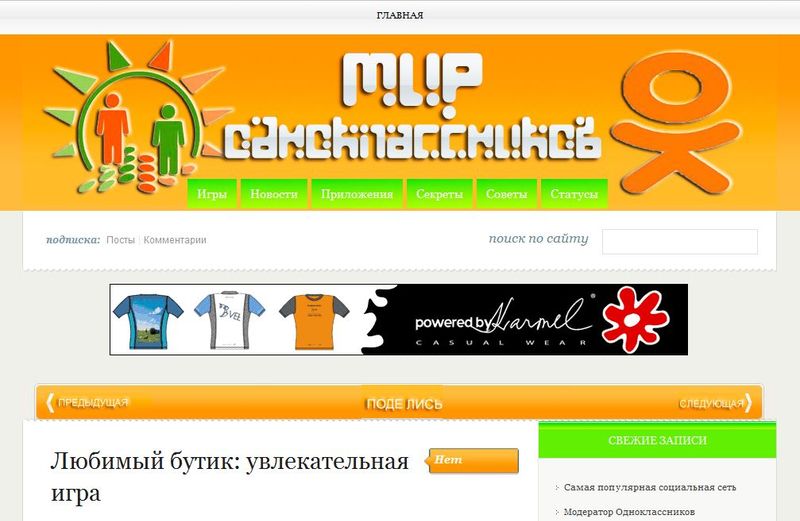 ГЛАВНАЯ
МИР
ОДНОКЛАССНИКОВ
Игры
Новости
Приложения
Секреты
Советы
Статусы
подписка: Посты | Комментарии
поиск по сайту
powered by Karmel ®
CASUAL WEAR
ПРЕДЫДУЩАЯ
ПОДЕЛИСЬ
СЛЕДУЮЩАЯ
Любимый бутик: увлекательная
игра
Нет
СВЕЖИЕ ЗАПИСИ
Самая популярная социальная сеть
Модератор Одноклассников